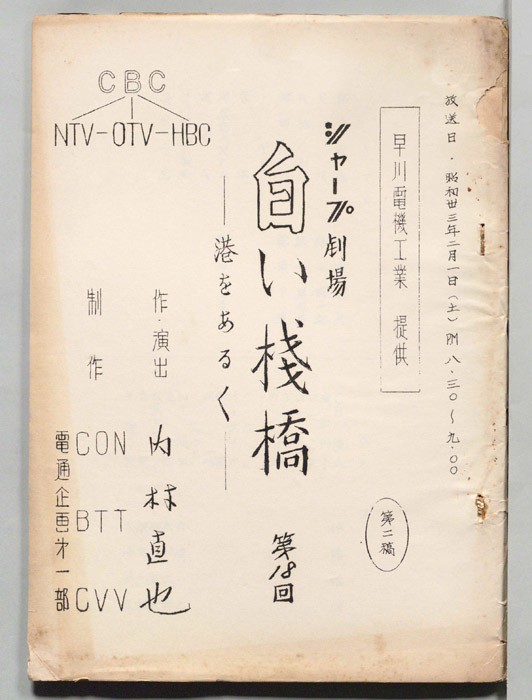 放送日・昭和卅三年二月一日(土)PM八・三〇〜九・〇〇
早川電機工業 提供
第二稿
シャープ劇場
白い桟橋 第18回
―港をあるく―
CBC
NTV-OTV-HBC
作・演出 内村直也
制作 NTV
OTV
CBC
電通企画第一部